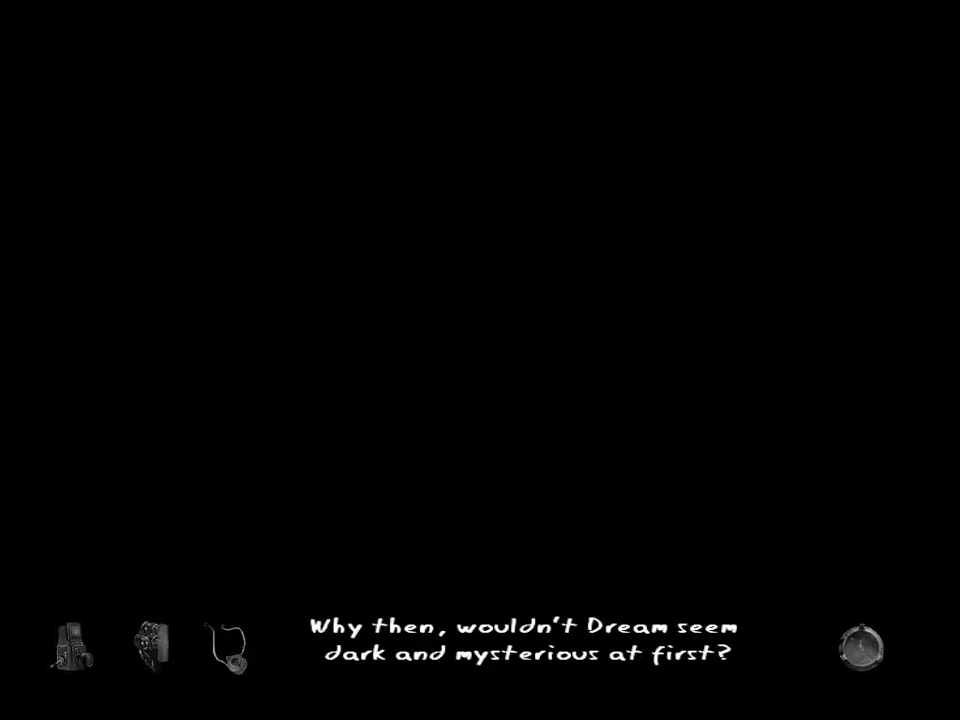 Why then, wouldn't Dream seem
dark and mysterious at first?